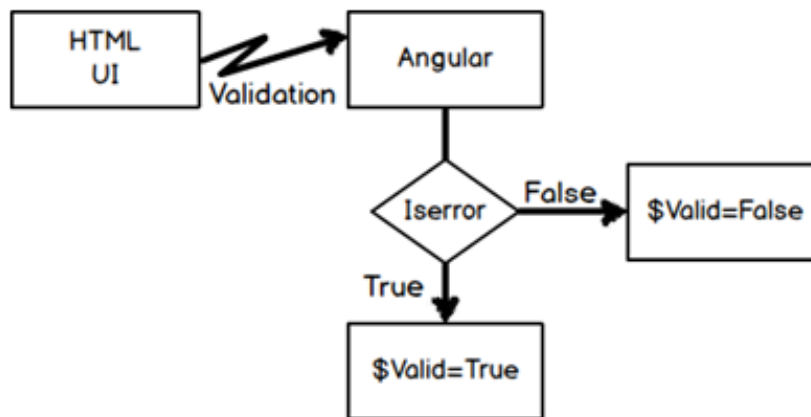 HTML
UI
Validation
Angular
Iserror
False
$Valid=False
True
$Valid=True